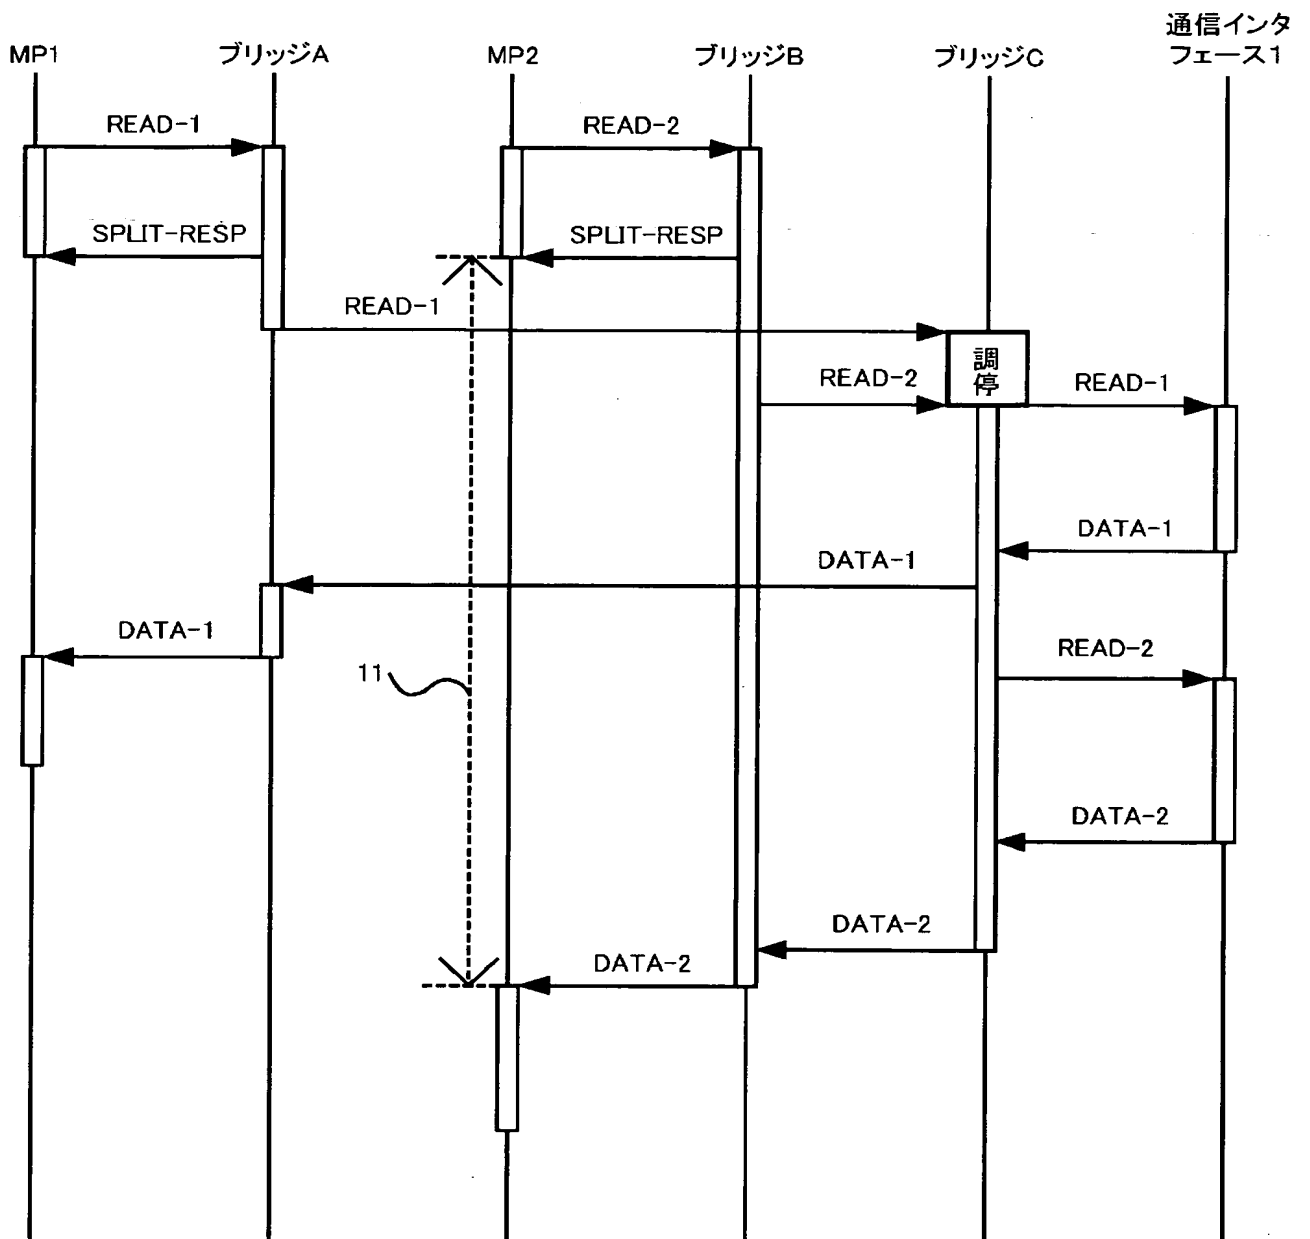 MP1
ブリッジA
MP2
ブリッジB
ブリッジC
通信インタ
フェース1
READ-1
READ-2
SPLIT-RESP
SPLIT-RESP
READ-1
調
停
READ-2
READ-1
DATA-1
DATA-1
DATA-1
READ-2
11
DATA-2
DATA-2
DATA-2